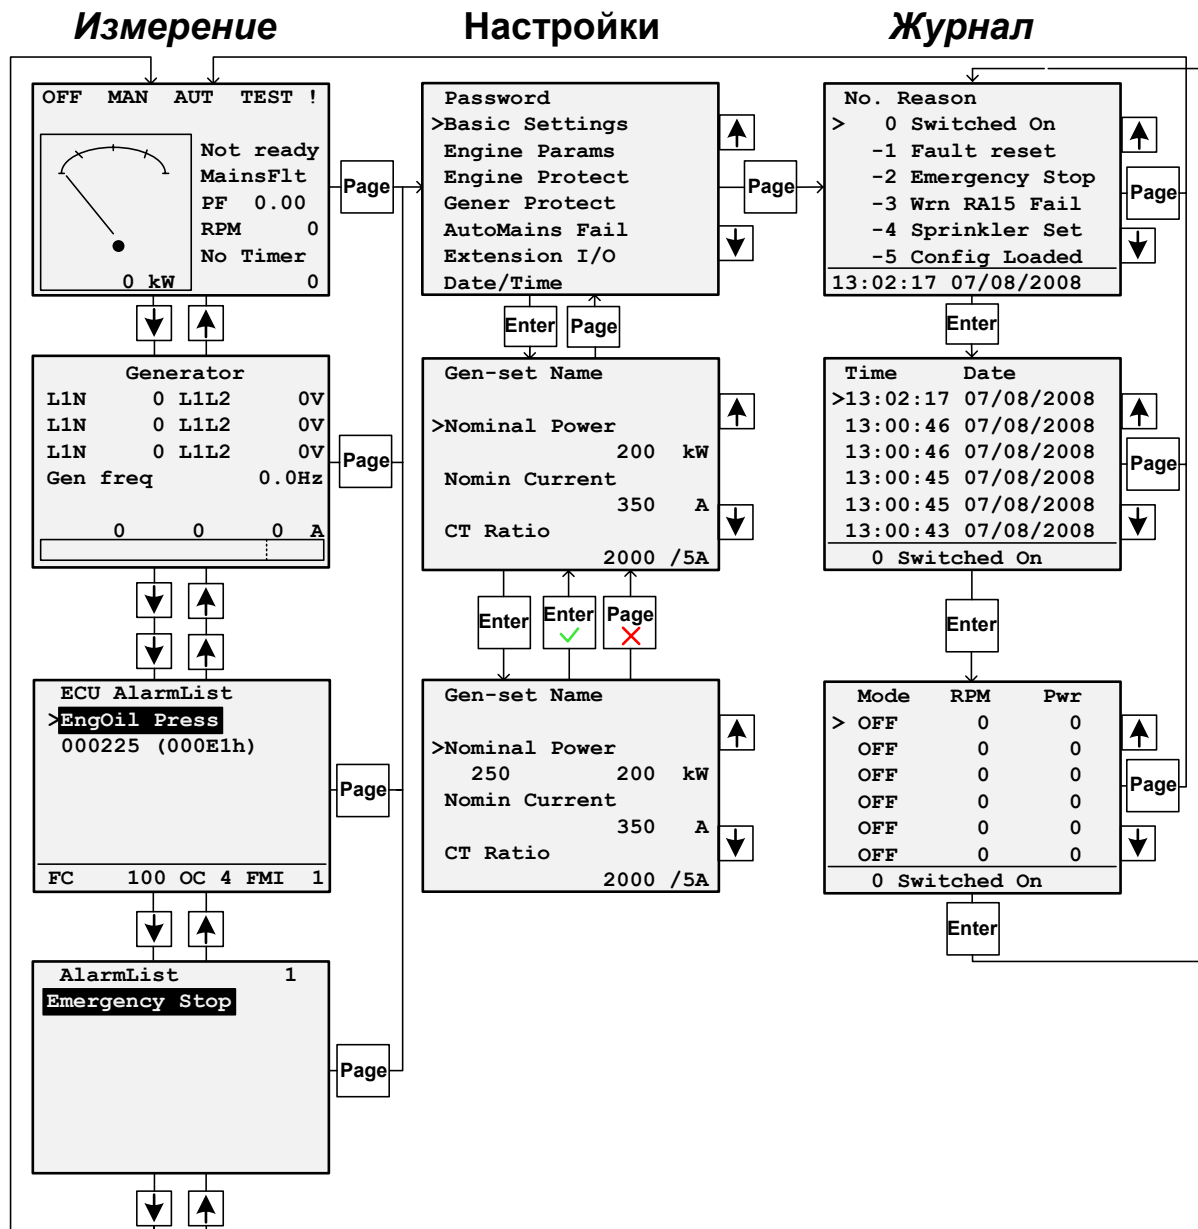 Измерение
Настройки
Журнал
OFF MAN AUT TEST !
Not ready
MainsFlt
PF 0.00
RPM 0
No Timer
0 kW 0
Page
Generator
L1N 0 L1L2 0V
L1N 0 L1L2 0V
L1N 0 L1L2 0V
Gen freq 0.0Hz
0 0 0 A
Page
ECU AlarmList
>EngOil Press
000225 (000E1h)
FC 100 OC 4 FMI 1
Page
AlarmList 1
Emergency Stop
Page
Password
>Basic Settings
Engine Params
Engine Protect
Gener Protect
AutoMains Fail
Extension I/O
Date/Time
Page
Enter
Page
Gen-set Name
>Nominal Power
200 kW
Nomin Current
350 A
CT Ratio
2000 /5A
Enter
Enter
Page
Gen-set Name
>Nominal Power
250 200 kW
Nomin Current
350 A
CT Ratio
2000 /5A
No. Reason
> 0 Switched On
-1 Fault reset
-2 Emergency Stop
-3 Wrn RA15 Fail
-4 Sprinkler Set
-5 Config Loaded
13:02:17 07/08/2008
Page
Enter
Time Date
>13:02:17 07/08/2008
13:00:46 07/08/2008
13:00:46 07/08/2008
13:00:45 07/08/2008
13:00:45 07/08/2008
13:00:43 07/08/2008
0 Switched On
Page
Enter
Mode RPM Pwr
> OFF 0 0
OFF 0 0
OFF 0 0
OFF 0 0
OFF 0 0
OFF 0 0
0 Switched On
Page
Enter